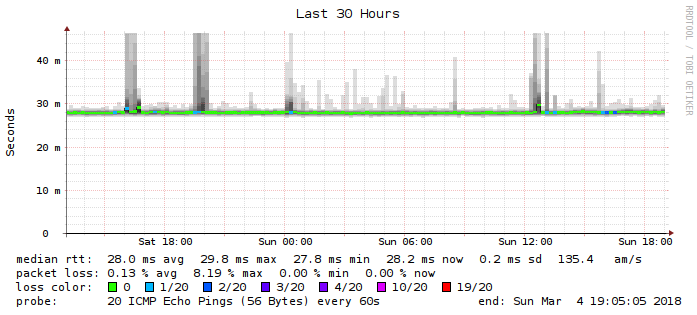 Last 30 Hours
RRDTOOL / TOBI OETIKER
Seconds
40 m
30 m
20 m
10 m
0
Sat 18:00 Sun 00:00 Sun 06:00 Sun 12:00 Sun 18:00
median rtt: 28.0 ms avg 29.8 ms max 27.8 ms min 28.2 ms now 0.2 ms sd 135.4 am/s
packet loss: 0.13 % avg 8.19 % max 0.00 % min 0.00 % now
loss color: 0 1/20 2/20 3/20 4/20 10/20 19/20
probe: 20 ICMP Echo Pings (56 Bytes) every 60s end: Sun Mar 4 19:05:05 2018